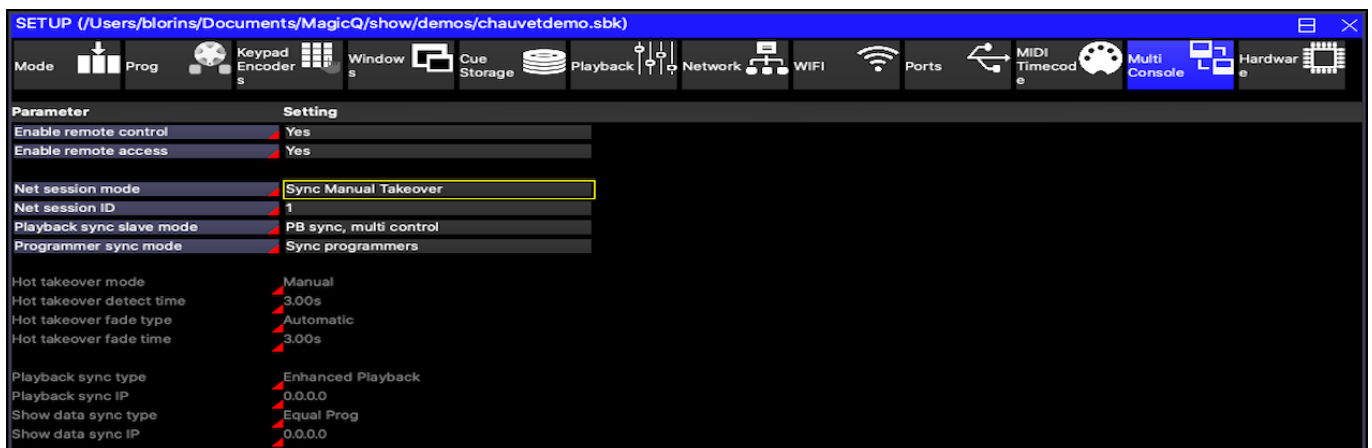 SETUP (/Users/blorins/Documents/MagicQ/show/demos/chauvetdemo.sbk)
Mode Prog Keypad Encoders Windows Cue Storage Playback Network WIFI Ports MIDI Timecode Multi Console Hardware
Parameter Setting
Enable remote control Yes
Enable remote access Yes
Net session mode Sync Manual Takeover
Net session ID 1
Playback sync slave mode PB sync, multi control
Programmer sync mode Sync programmers
Hot takeover mode Manual
Hot takeover detect time 3.00s
Hot takeover fade type Automatic
Hot takeover fade time 3.00s
Playback sync type Enhanced Playback
Playback sync IP 0.0.0.0
Show data sync type Equal Prog
Show data sync IP 0.0.0.0